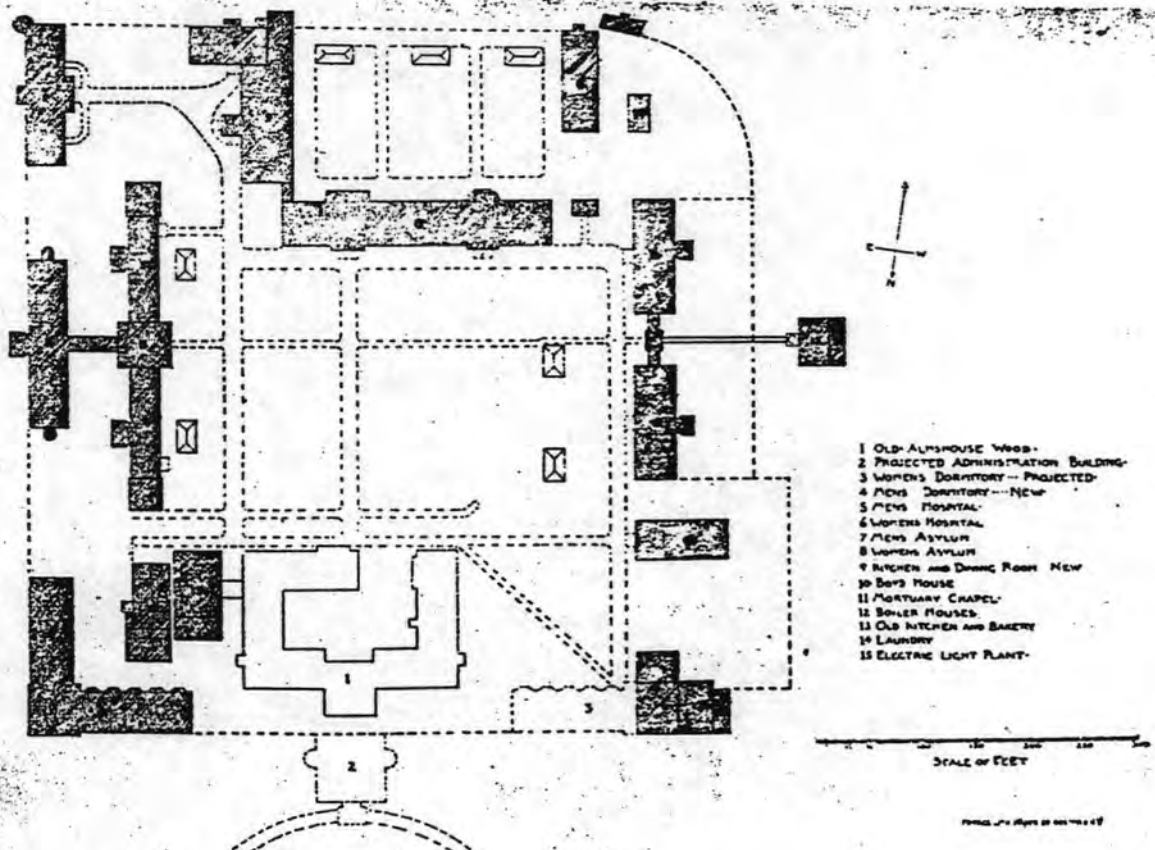 1
2
3
E
W
N
1 OLD ALMSHOUSE WOOD-
2 PROJECTED ADMINISTRATION BUILDING-
3 WOMENS DORMITORY--PROJECTED-
4 MENS DORMITORY---NEW-
5 MENS HOSPITAL-
6 WOMENS HOSPITAL
7 MENS ASYLUM
8 WOMENS ASYLUM
9 KITCHEN AND DINING ROOM NEW
10 BOYS HOUSE
11 MORTUARY CHAPEL-
12 BOILER HOUSES
13 OLD KITCHEN AND BAKERY
14 LAUNDRY
15 ELECTRIC LIGHT PLANT-
200
SCALE OF FEET